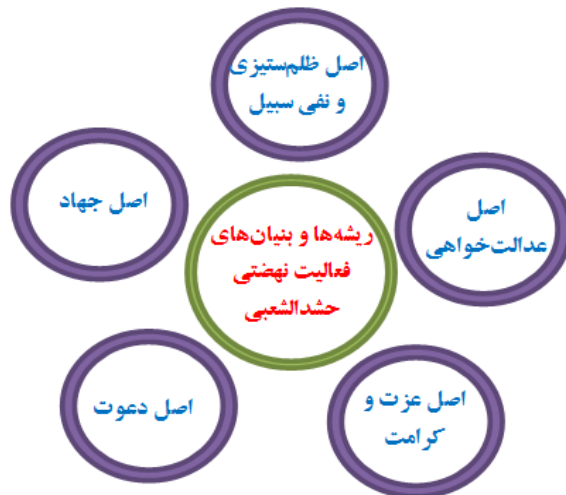 اصل ظلم‌ستیزی
و نفی سبیل
اصل
عدالت‌خواهی
اصل عزت و
کرامت
اصل دعوت
اصل جهاد
ریشه‌ها و بنیان‌های
فعالیت نهضتی
حشدالشعبی